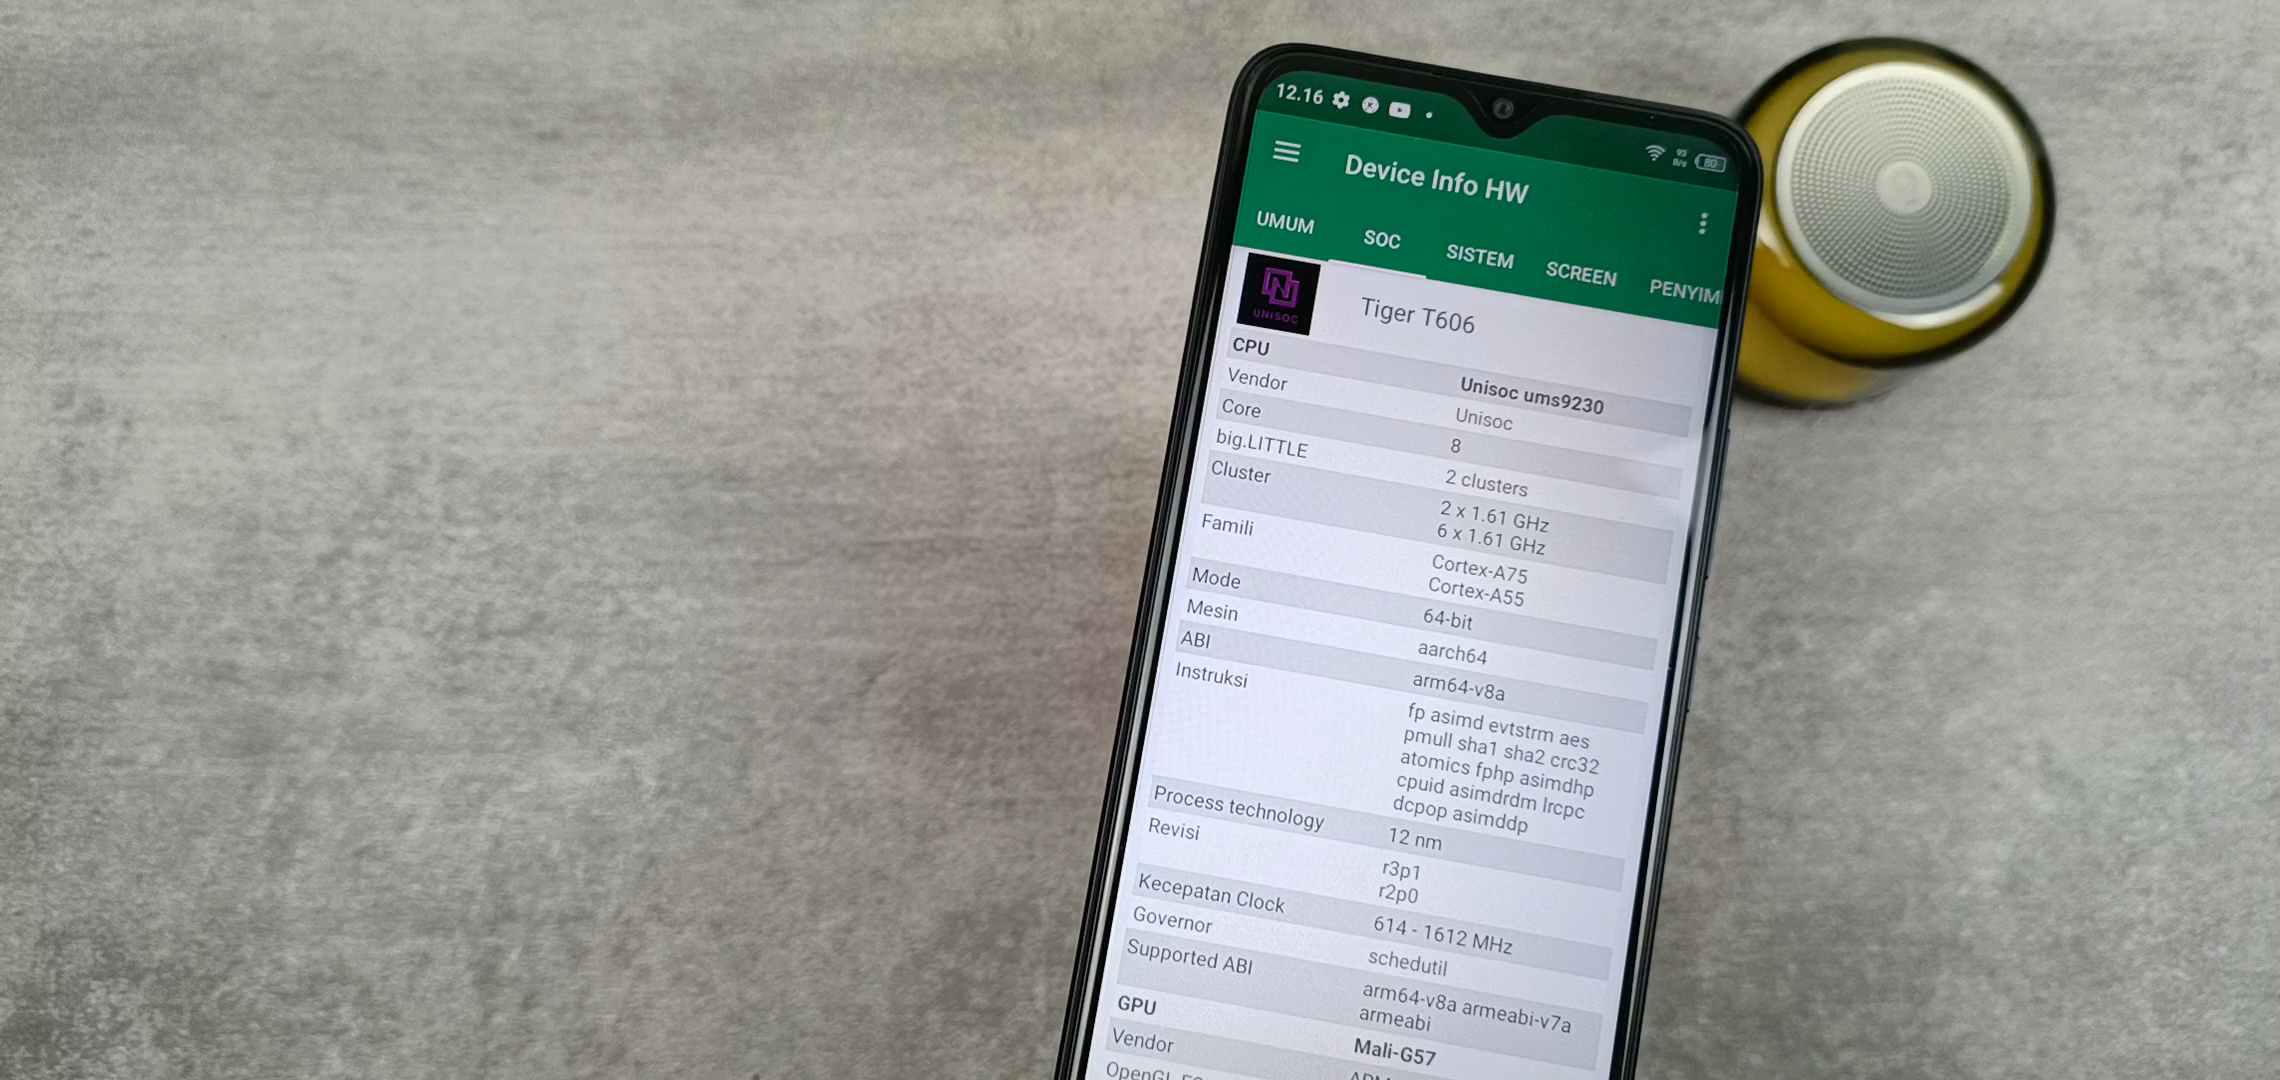 12.16
93
B/s
80
Device Info HW
UMUM SOC SISTEM SCREEN PENYIM
UNISOC
Tiger T606
CPU Unisoc ums9230
Vendor Unisoc
Core 8
big.LITTLE 2 clusters
Cluster 2 x 1.61 GHz
6 x 1.61 GHz
Famili Cortex-A75
Cortex-A55
Mode 64-bit
Mesin aarch64
ABI arm64-v8a
Instruksi fp asimd evtstrm aes
pmull sha1 sha2 crc32
atomics fphp asimdhp
cpuid asimdrdm lrcpc
dcpop asimddp
Process technology 12 nm
Revisi r3p1
r2p0
Kecepatan Clock 614 - 1612 MHz
Governor schedutil
Supported ABI arm64-v8a armeabi-v7a
armeabi
GPU Mali-G57
Vendor